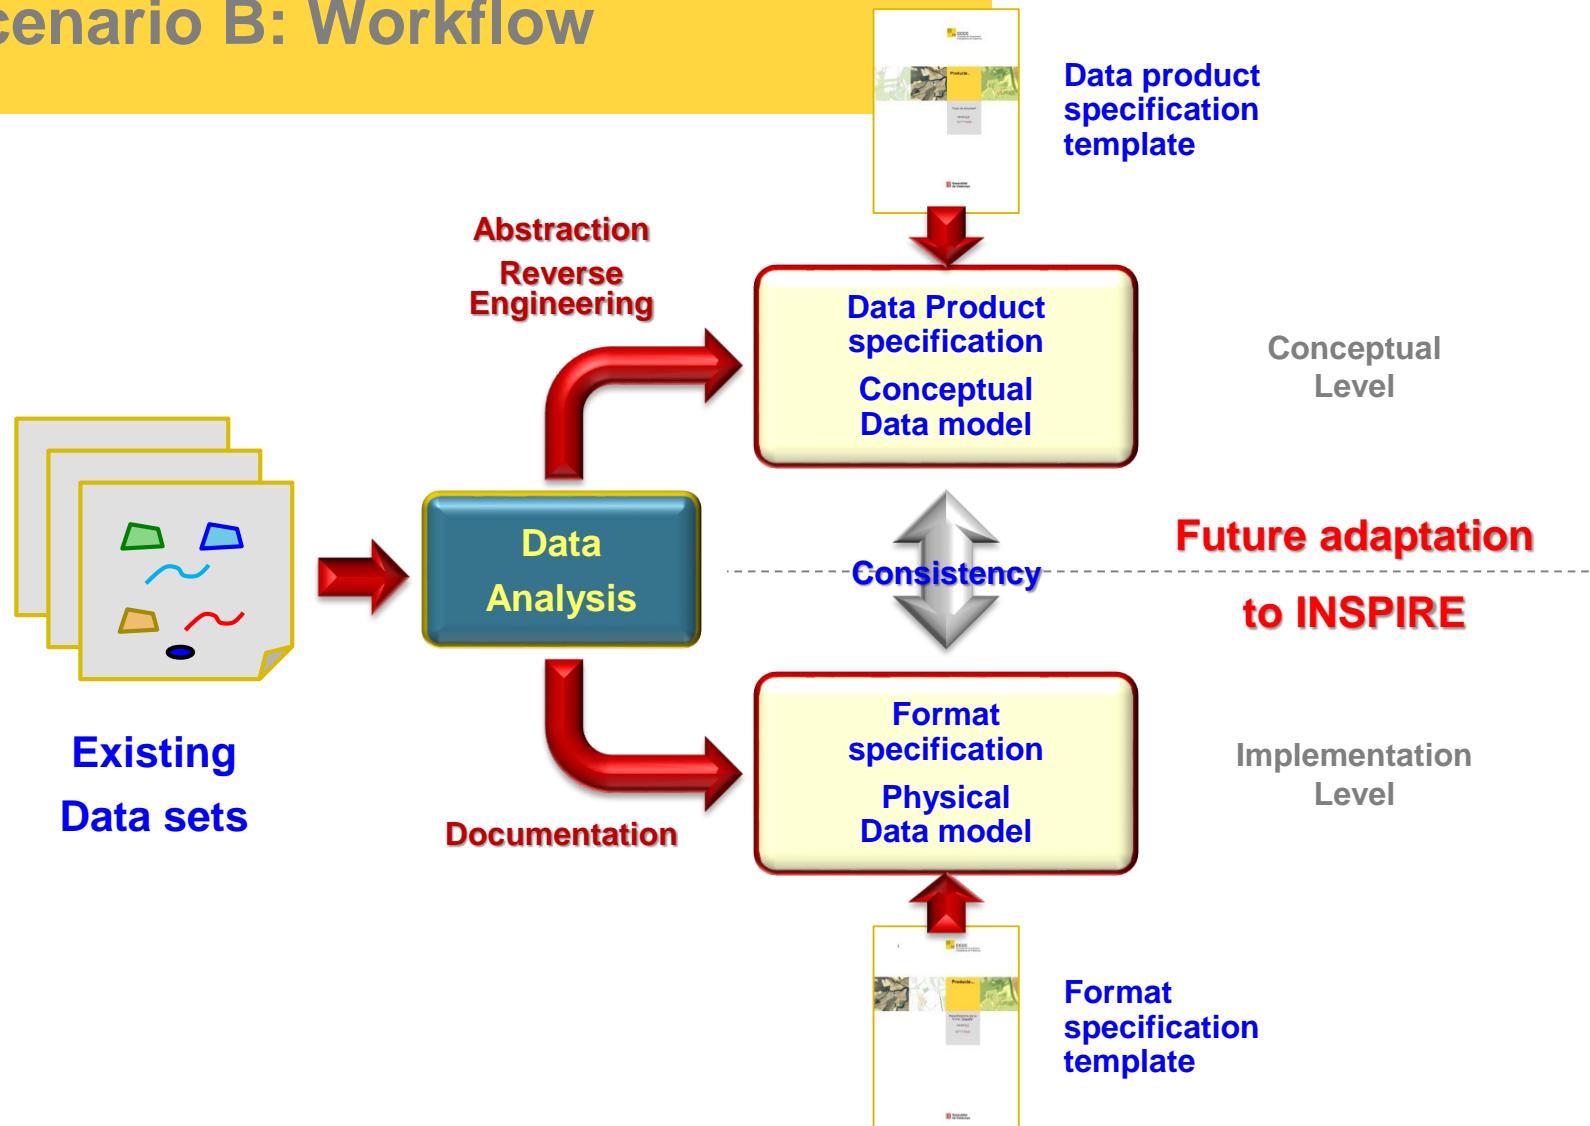 cenario B: Workflow
Producte...
Data product
specification
template
Abstraction
Reverse
Engineering
Data Product
specification
Conceptual
Data model
Conceptual
Level
Data
Analysis
Consistency
Future adaptation
to INSPIRE
Existing
Data sets
Documentation
Format
specification
Physical
Data model
Implementation
Level
Producte...
Format
specification
template